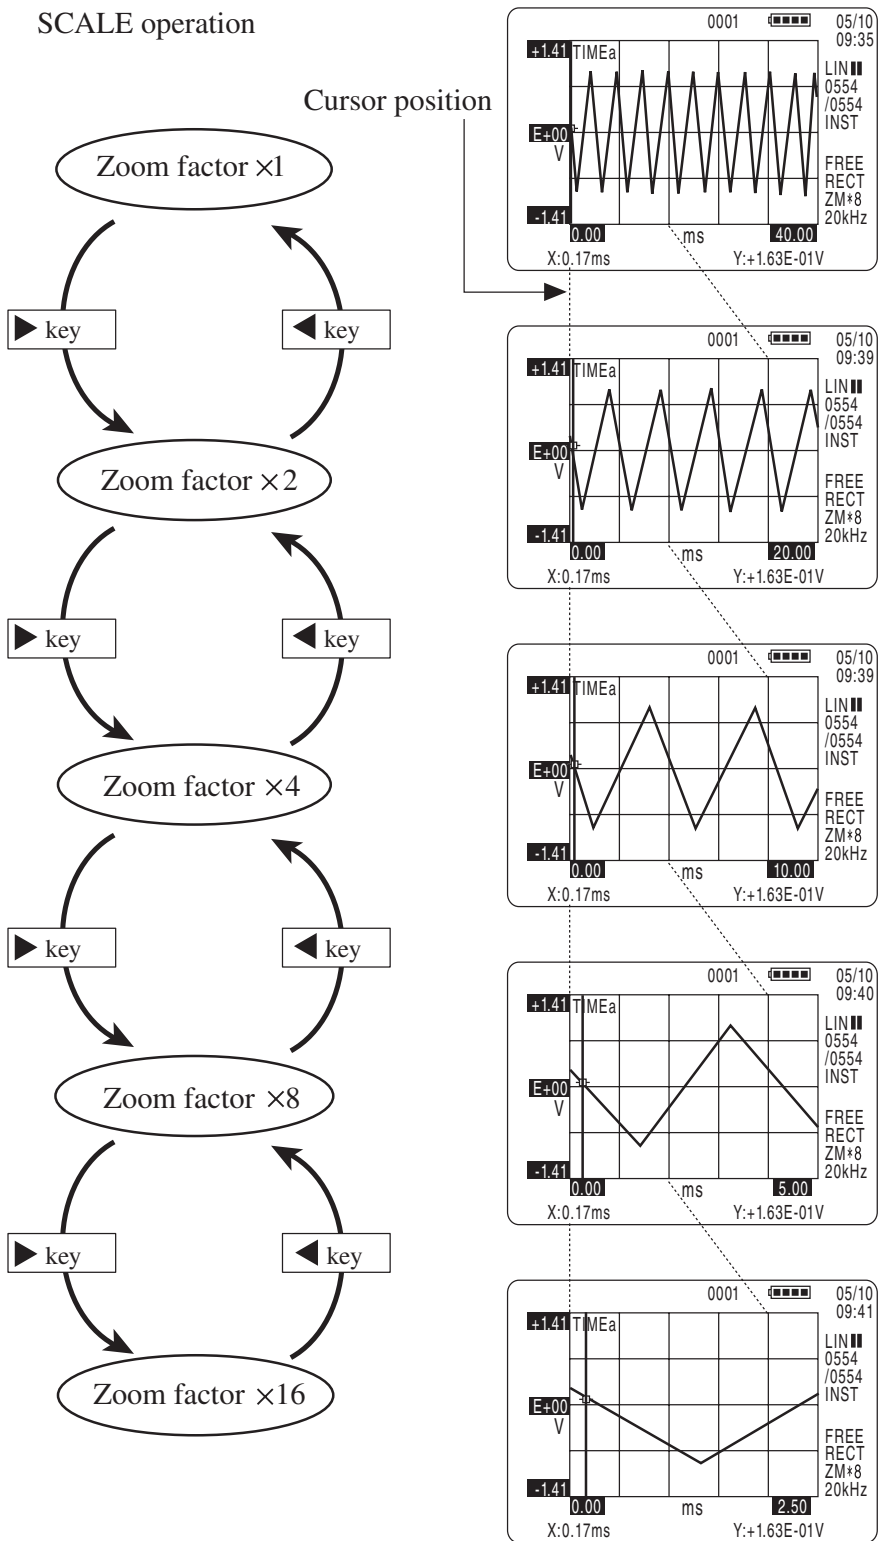 SCALE operation
Cursor position
Zoom factor ×1
▶ key
◀ key
Zoom factor ×2
▶ key
◀ key
Zoom factor ×4
▶ key
◀ key
Zoom factor ×8
▶ key
◀ key
Zoom factor ×16
0001 05/10
09:35
+1.41 TIMEa
LIN
0554
/0554
INST
E+00
V
FREE
RECT
ZM*8
20kHz
-1.41
0.00 ms 40.00
X:0.17ms Y:+1.63E-01V
0001 05/10
09:39
+1.41 TIMEa
LIN
0554
/0554
INST
E+00
V
FREE
RECT
ZM*8
20kHz
-1.41
0.00 ms 20.00
X:0.17ms Y:+1.63E-01V
0001 05/10
09:39
+1.41 TIMEa
LIN
0554
/0554
INST
E+00
V
FREE
RECT
ZM*8
20kHz
-1.41
0.00 ms 10.00
X:0.17ms Y:+1.63E-01V
0001 05/10
09:40
+1.41 TIMEa
LIN
0554
/0554
INST
E+00
V
FREE
RECT
ZM*8
20kHz
-1.41
0.00 ms 5.00
X:0.17ms Y:+1.63E-01V
0001 05/10
09:41
+1.41 TIMEa
LIN
0554
/0554
INST
E+00
V
FREE
RECT
ZM*8
20kHz
-1.41
0.00 ms 2.50
X:0.17ms Y:+1.63E-01V